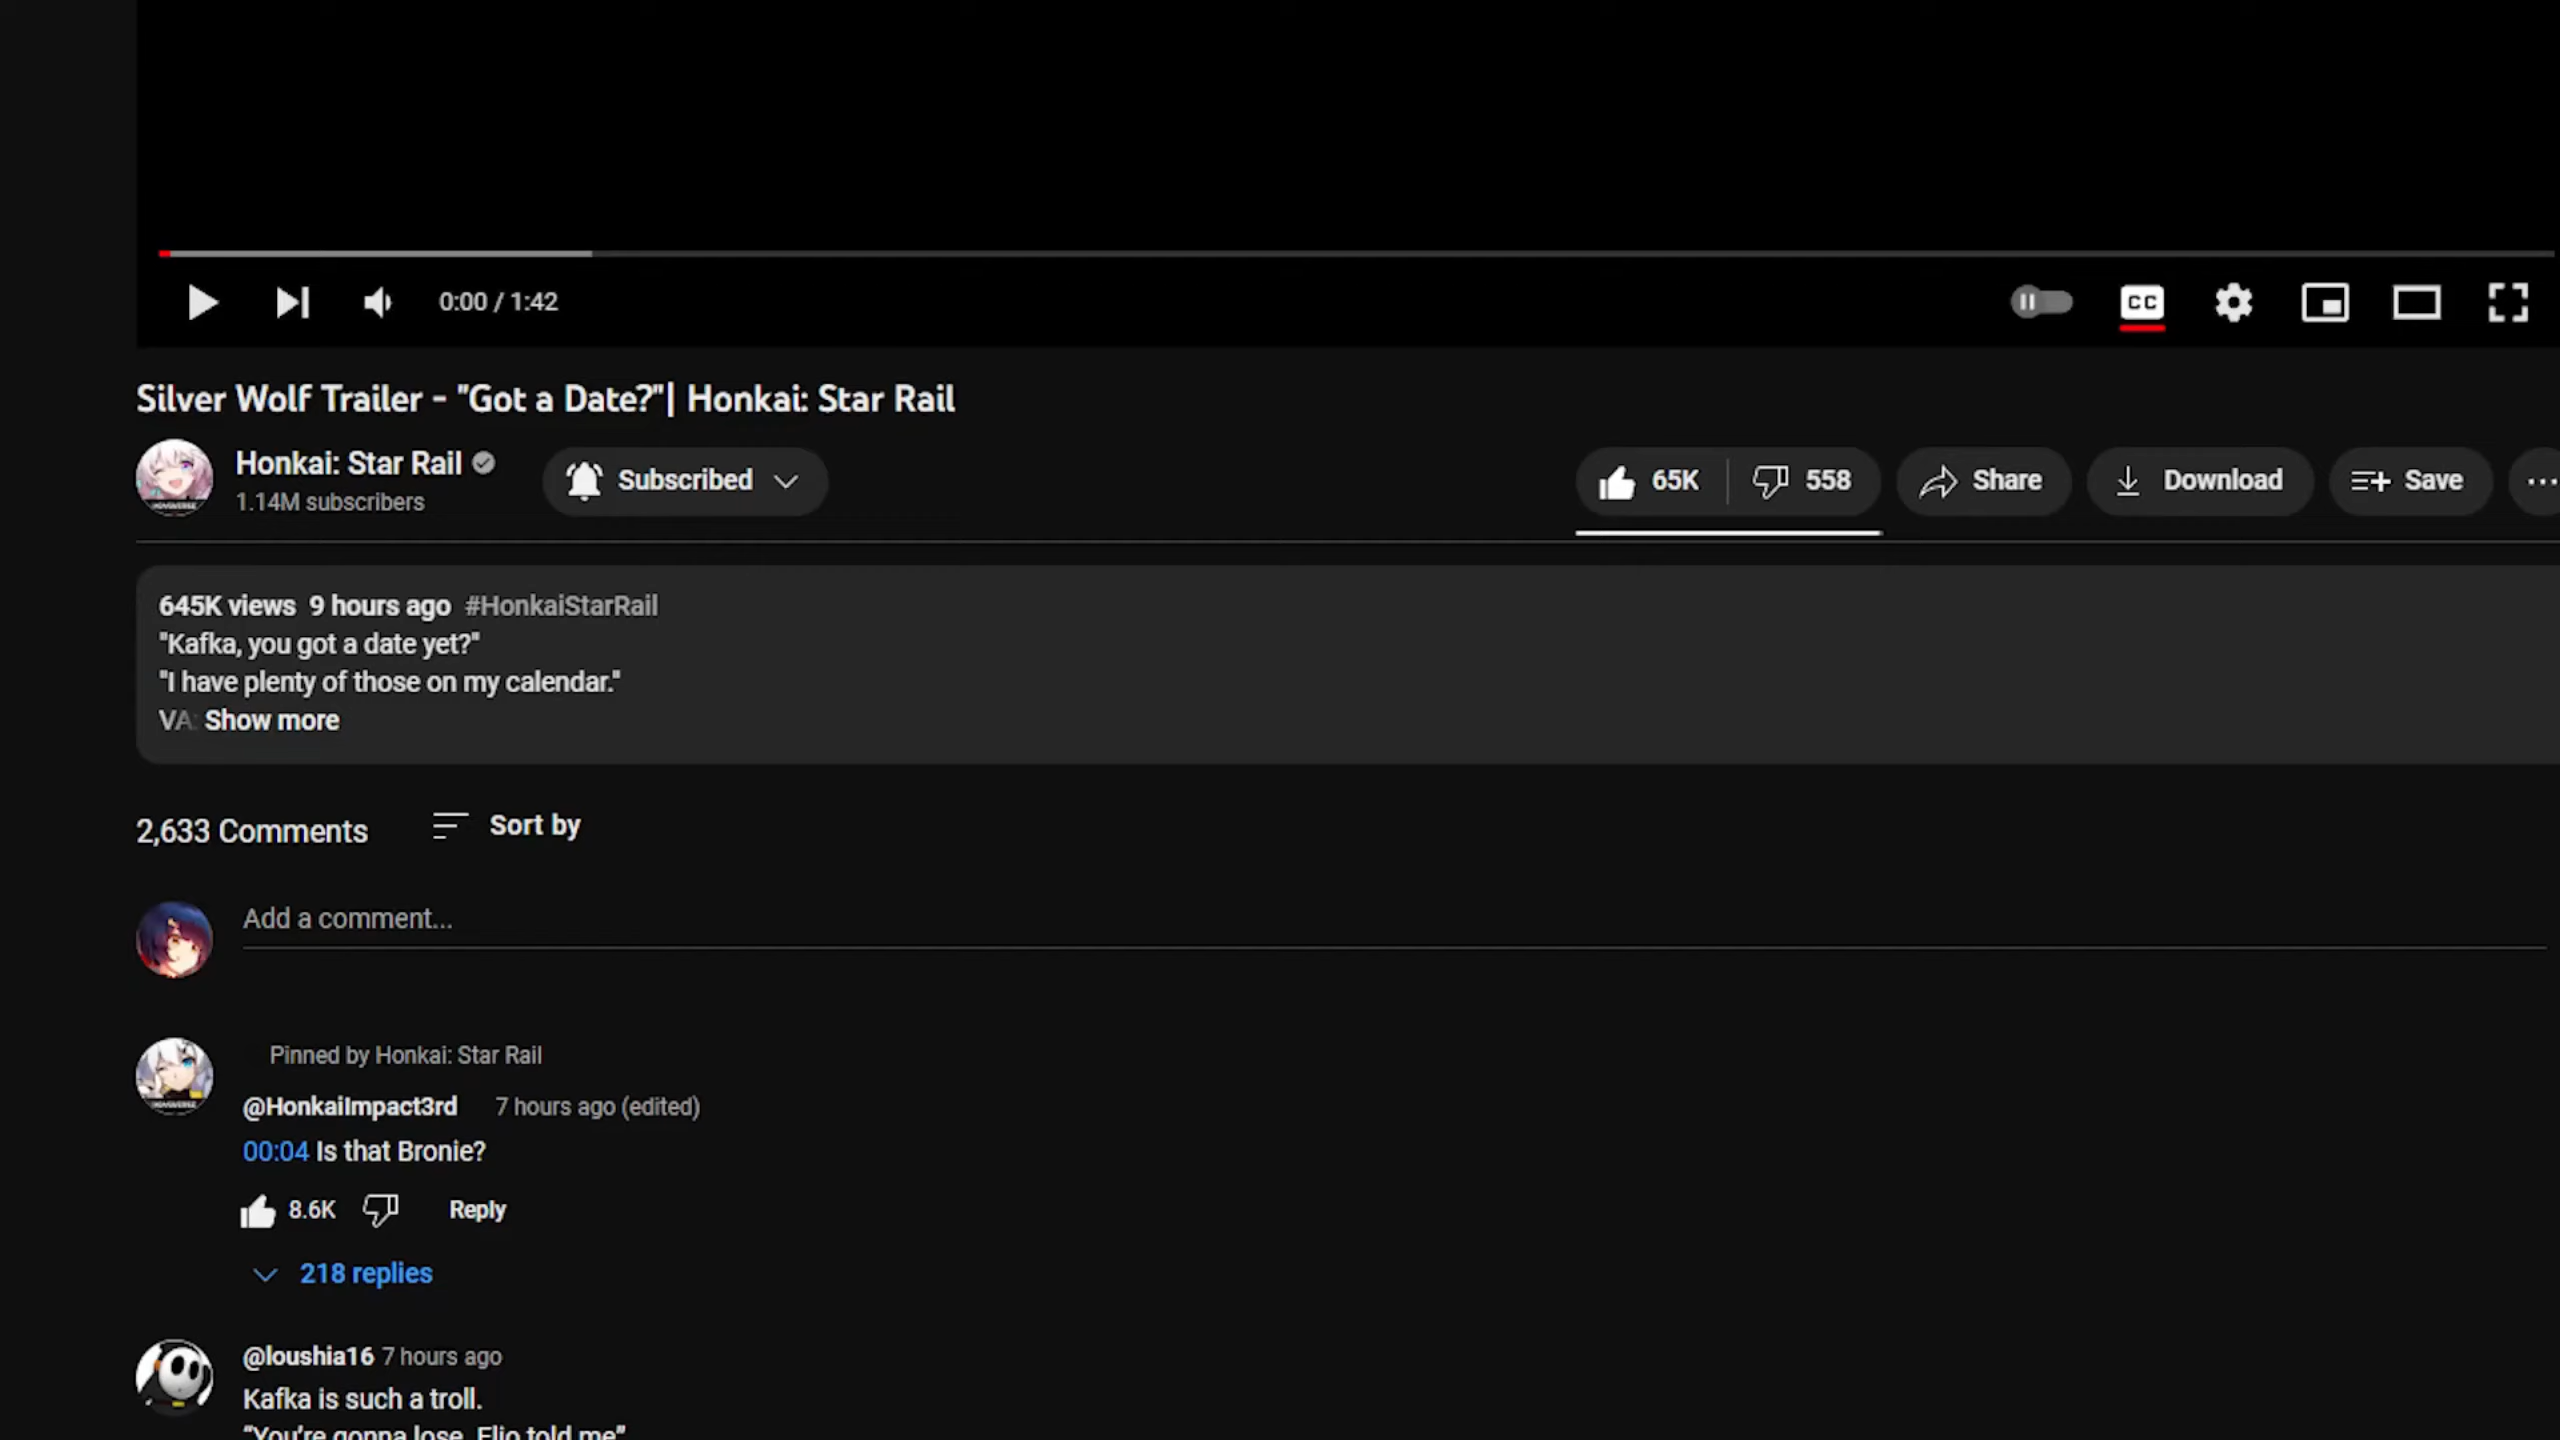 0:00 / 1:42
CC
Silver Wolf Trailer - "Got a Date?"| Honkai: Star Rail
Honkai: Star Rail
1.14M subscribers
Subscribed
65K
558
Share
Download
Save
645K views 9 hours ago #HonkaiStarRail
"Kafka, you got a date yet?"
"I have plenty of those on my calendar."
VA: Show more
2,633 Comments
Sort by
Add a comment...
Pinned by Honkai: Star Rail
@HonkaiImpact3rd 7 hours ago (edited)
00:04 Is that Bronie?
8.6K
Reply
218 replies
@loushia16 7 hours ago
Kafka is such a troll.
"You're gonna lose, Elio told me"